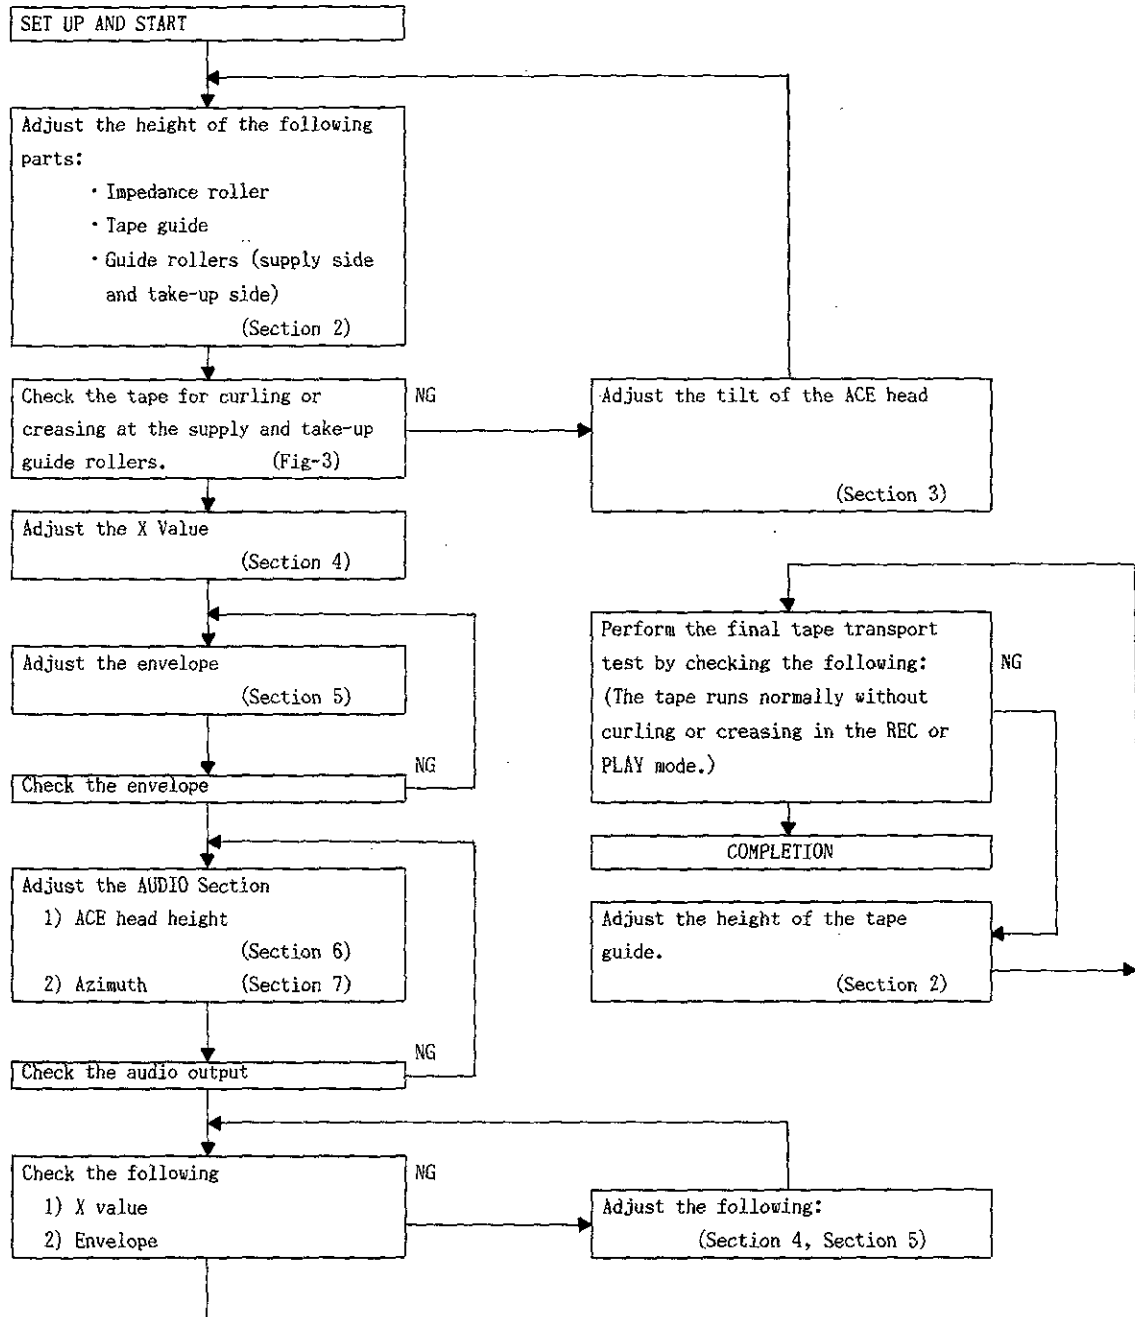 SET UP AND START
Adjust the height of the following
parts:
・Impedance roller
・Tape guide
・Guide rollers (supply side
and take-up side)
(Section 2)
Check the tape for curling or
creasing at the supply and take-up
guide rollers. (Fig-3)
NG
Adjust the tilt of the ACE head
(Section 3)
Adjust the X Value
(Section 4)
Adjust the envelope
(Section 5)
Check the envelope
NG
Adjust the AUDIO Section
1) ACE head height
(Section 6)
2) Azimuth (Section 7)
Check the audio output
NG
Check the following
1) X value
2) Envelope
NG
Adjust the following:
(Section 4, Section 5)
Perform the final tape transport
test by checking the following:
(The tape runs normally without
curling or creasing in the REC or
PLAY mode.)
NG
COMPLETION
Adjust the height of the tape
guide.
(Section 2)